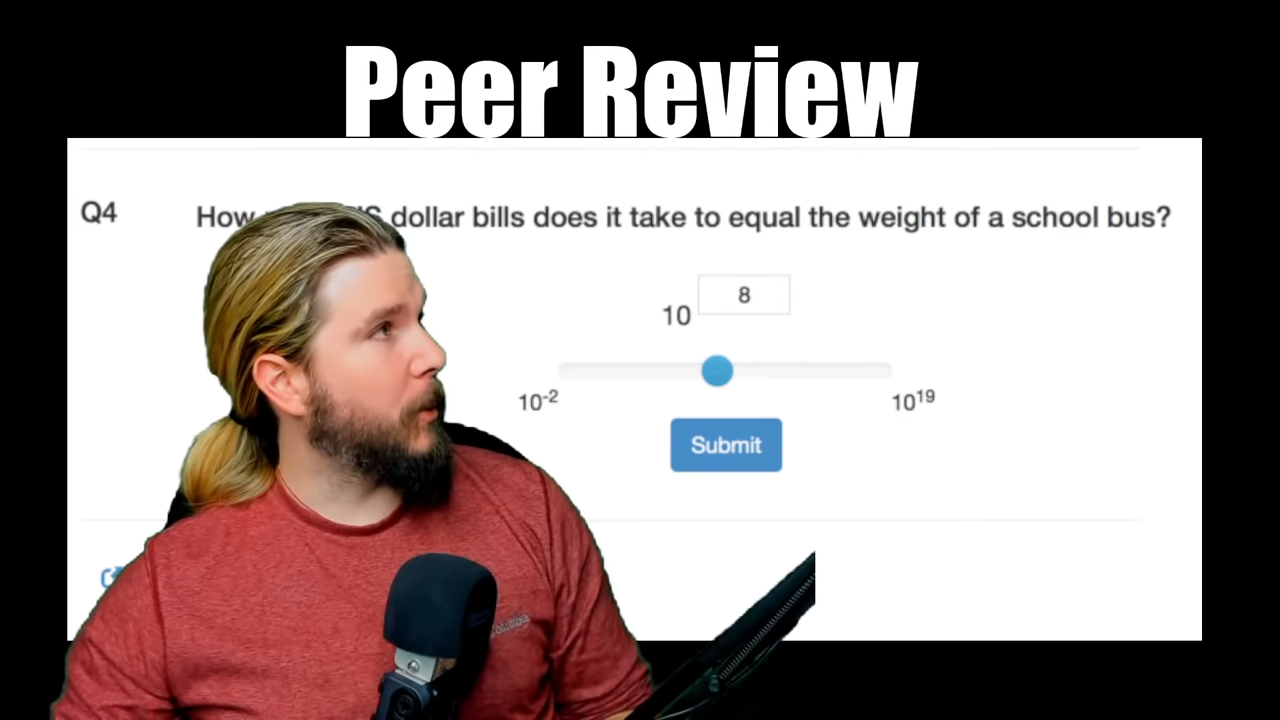 Peer Review
Q4
How dollar bills does it take to equal the weight of a school bus?
10 8
10-2
1019
Submit
Columbia